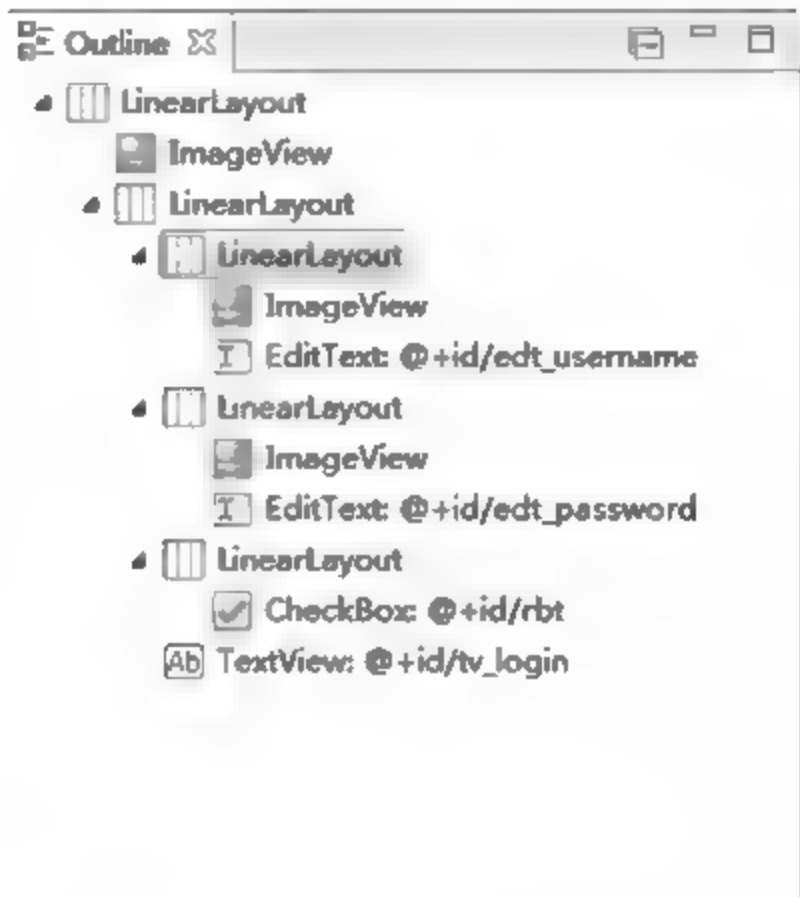 Outline
LinearLayout
ImageView
LinearLayout
LinearLayout
ImageView
EditText: @+id/edt_username
LinearLayout
ImageView
EditText: @+id/edt_password
LinearLayout
CheckBox: @+id/rbt
Ab TextView: @+id/tv_login